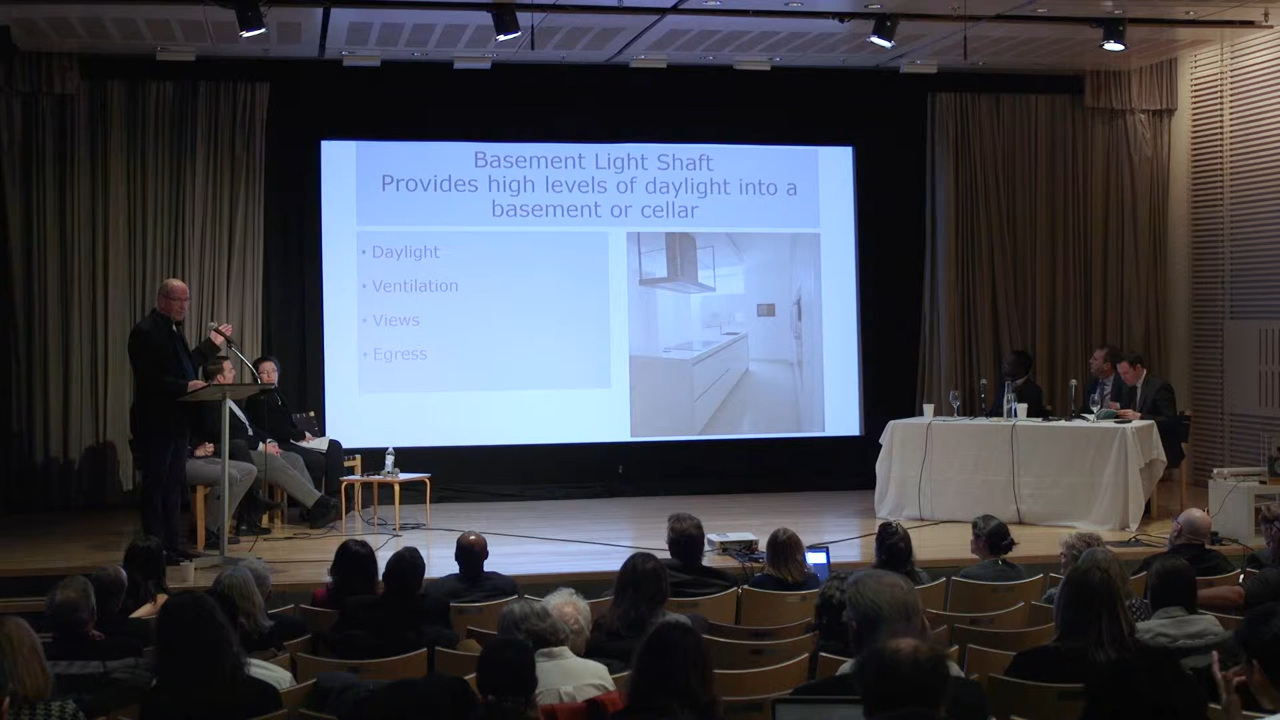 Basement Light Shaft
Provides high levels of daylight into a
basement or cellar
• Daylight
• Ventilation
• Views
• Egress